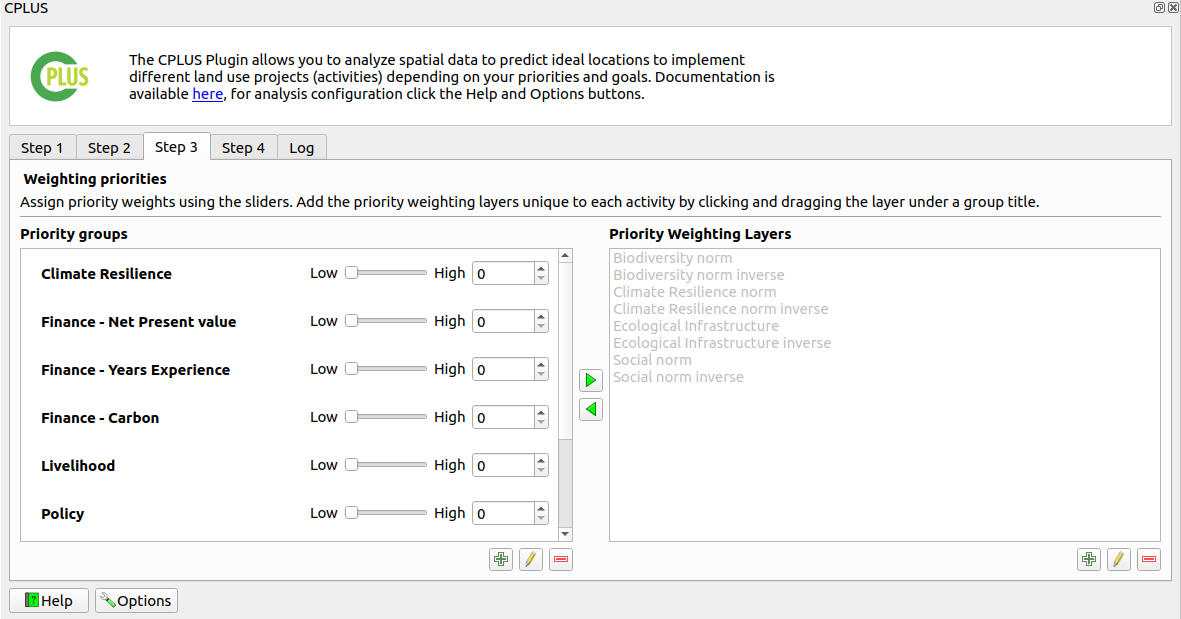 CPLUS
CPLUS
The CPLUS Plugin allows you to analyze spatial data to predict ideal locations to implement
different land use projects (activities) depending on your priorities and goals. Documentation is
available here, for analysis configuration click the Help and Options buttons.
Step 1 Step 2 Step 3 Step 4 Log
Weighting priorities
Assign priority weights using the sliders. Add the priority weighting layers unique to each activity by clicking and dragging the layer under a group title.
Priority groups
Climate Resilience Low High 0
Finance - Net Present value Low High 0
Finance - Years Experience Low High 0
Finance - Carbon Low High 0
Livelihood Low High 0
Policy Low High 0
Priority Weighting Layers
Biodiversity norm
Biodiversity norm inverse
Climate Resilience norm
Climate Resilience norm inverse
Ecological Infrastructure
Ecological Infrastructure inverse
Social norm
Social norm inverse
Help Options